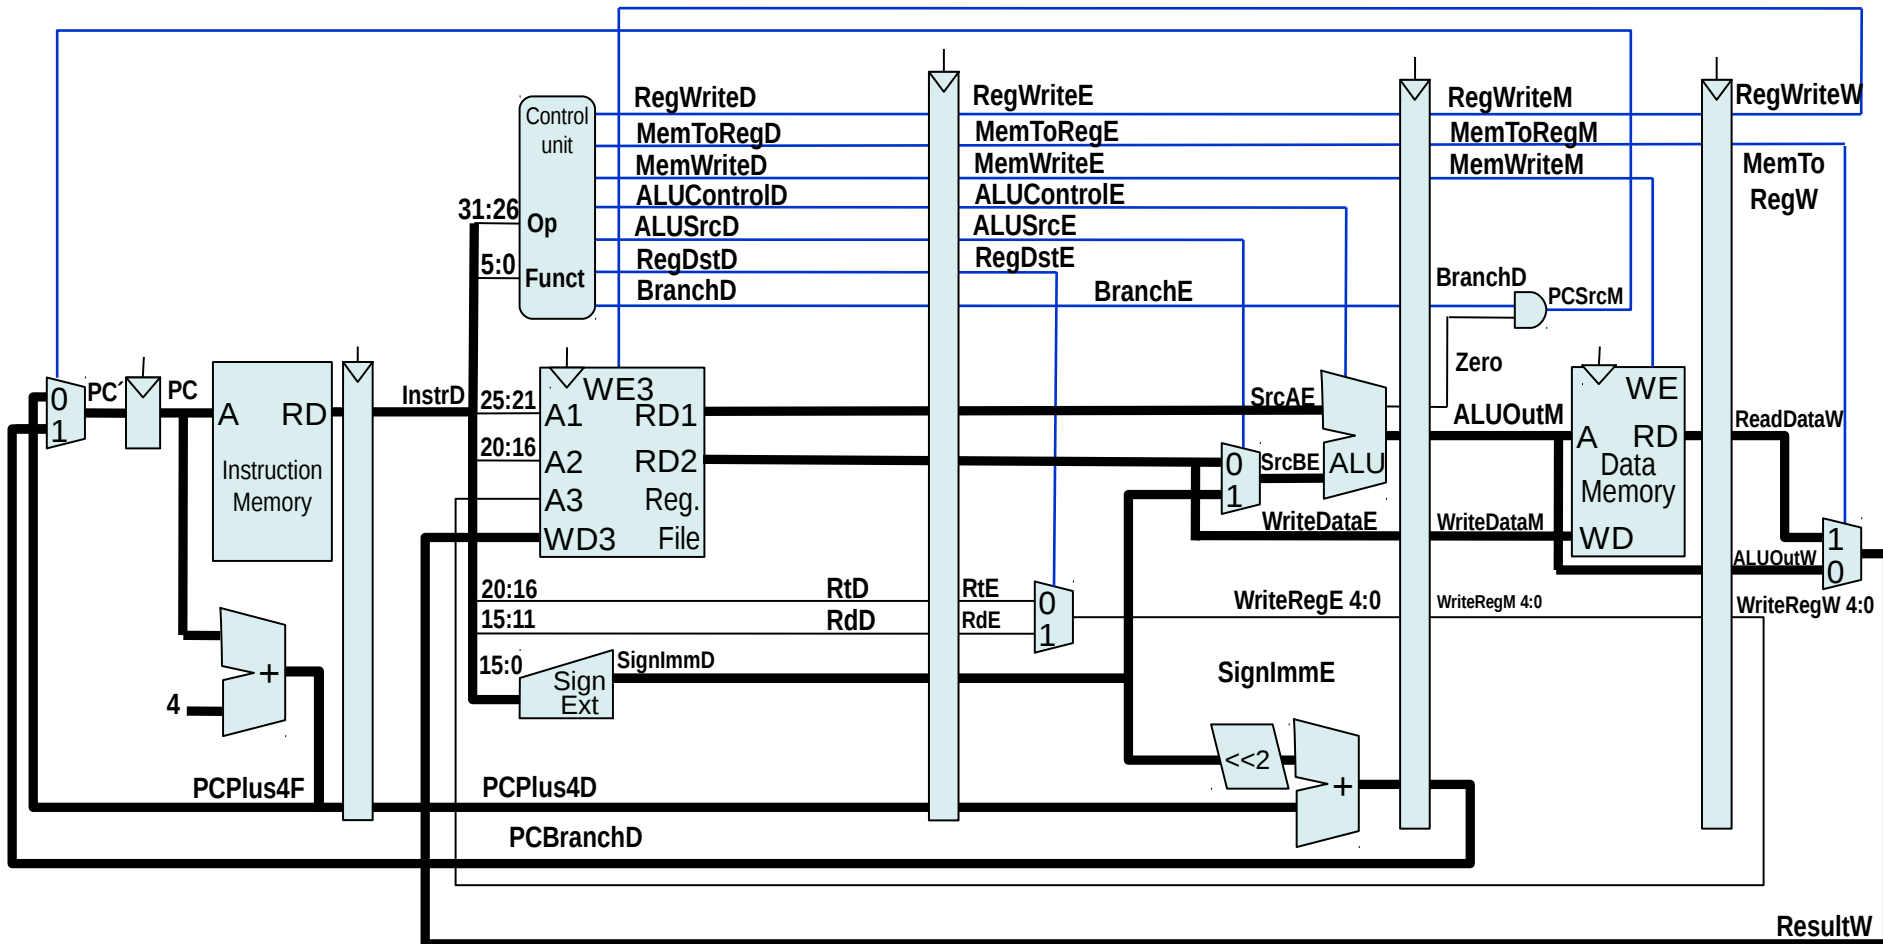 RegWriteD
RegWriteE
RegWriteM
RegWriteW
Control
unit
MemToRegD
MemToRegE
MemToRegM
MemWriteD
MemWriteE
MemWriteM
MemTo
RegW
ALUControlD
ALUControlE
31:26
Op
ALUSrcD
ALUSrcE
5:0
Funct
RegDstD
RegDstE
BranchD
BranchE
BranchD
PCSrcM
Zero
0
1
PC´
PC
A
RD
Instruction
Memory
InstrD
25:21
20:16
WE3
A1
RD1
A2
RD2
A3
Reg.
WD3
File
SrcAE
0
1
SrcBE
ALU
ALUOutM
WE
A
RD
Data
Memory
WD
ReadDataW
WriteDataE
WriteDataM
ALUOutW
1
0
20:16
RtD
RtE
15:11
RdD
RdE
0
1
WriteRegE 4:0
WriteRegM 4:0
WriteRegW 4:0
15:0
Sign
Ext
SignImmD
SignImmE
+
4
<<2
+
PCPlus4F
PCPlus4D
PCBranchD
ResultW